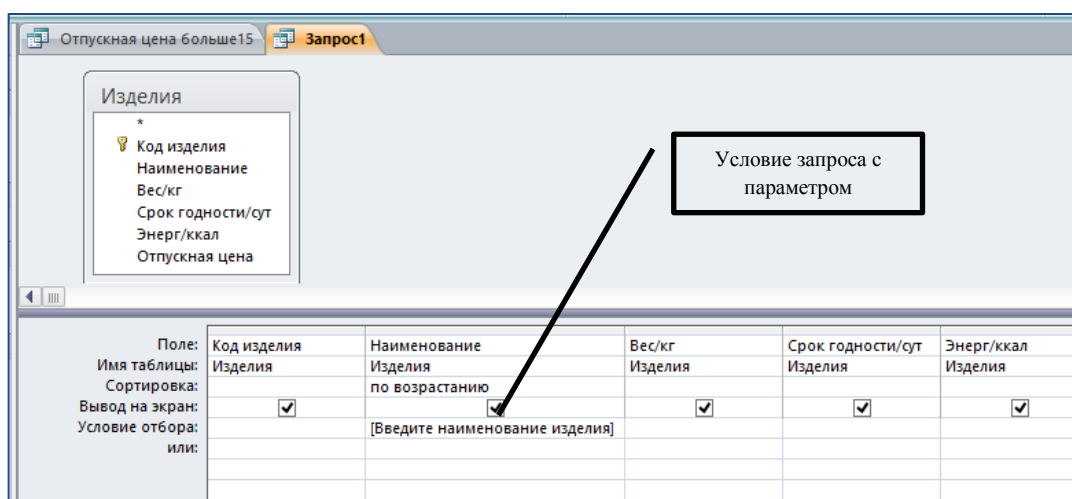 Отпускная цена больше15 Запрос1
Изделия
*
Код изделия
Наименование
Вес/кг
Срок годности/сут
Энерг/ккал
Отпускная цена
Условие запроса с
параметром
Поле: Код изделия Наименование Вес/кг Срок годности/сут Энерг/ккал
Имя таблицы: Изделия Изделия Изделия Изделия Изделия
Сортировка: по возрастанию
Вывод на экран:
Условие отбора: [Введите наименование изделия]
или: